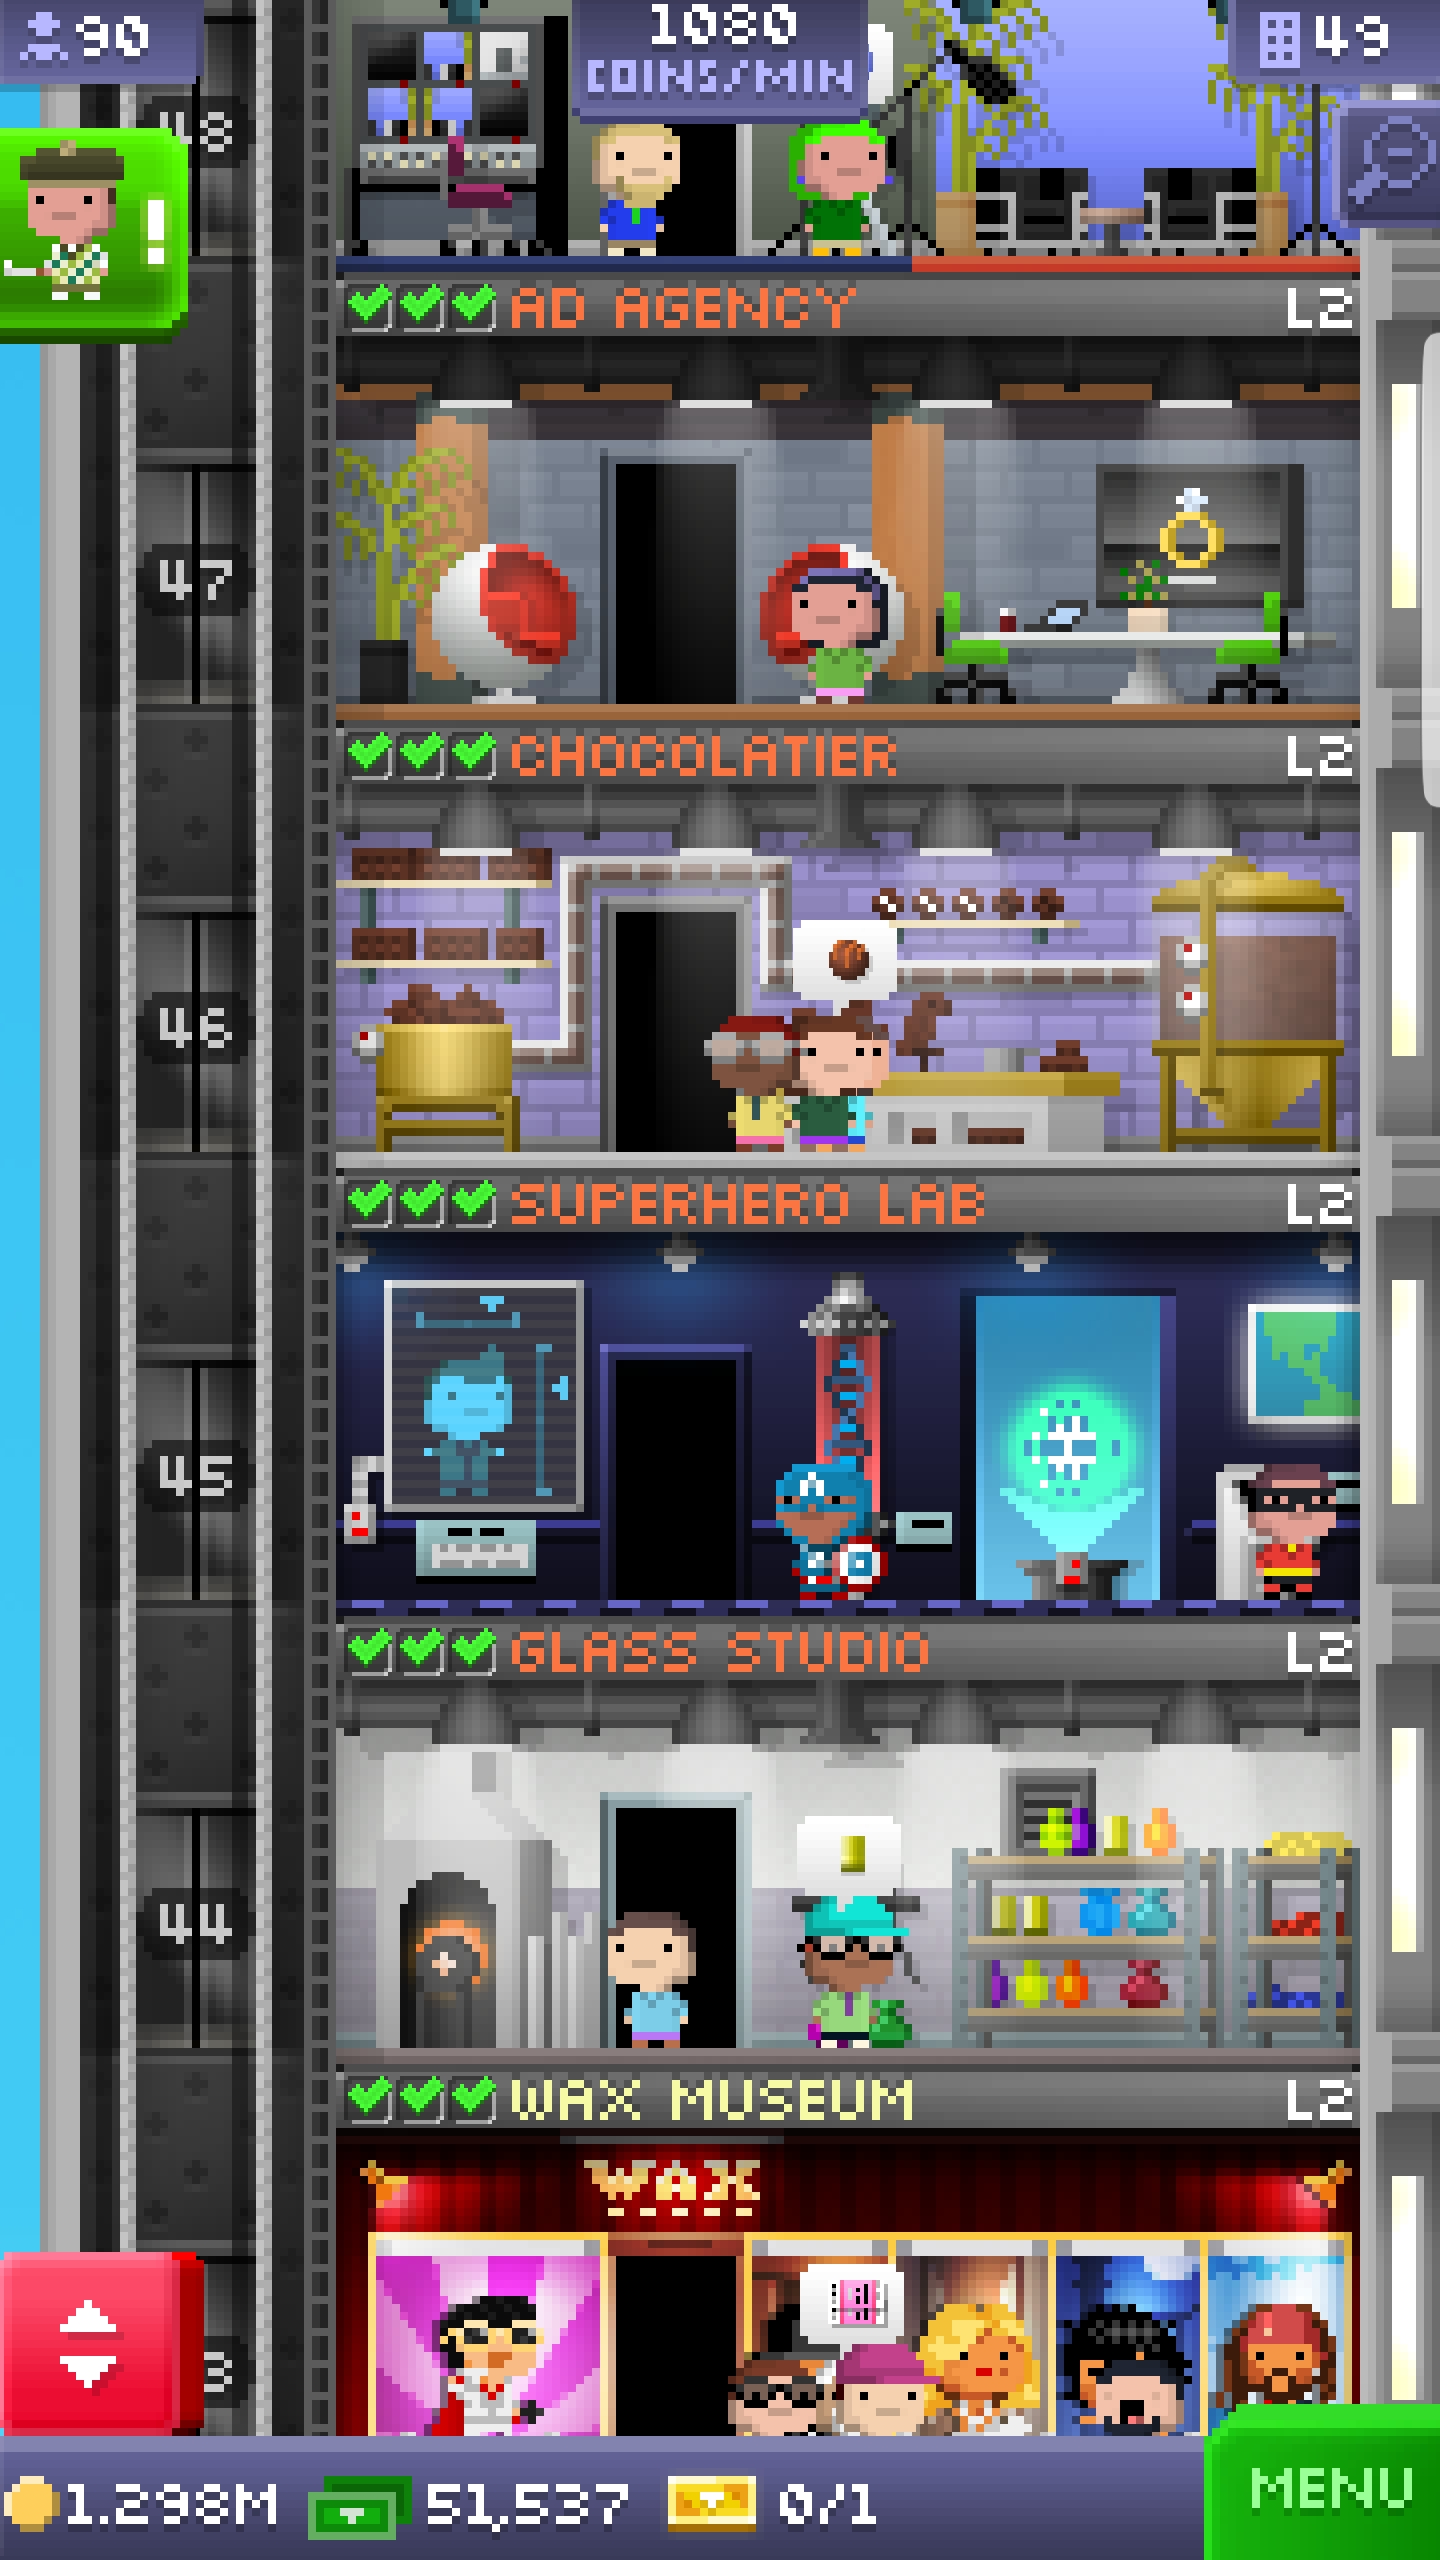 90
1080
COINS/MIN
49
48
!
AD AGENCY L2
47
CHOCOLATIER L2
46
SUPERHERO LAB L2
45
A
GLASS STUDIO L2
44
WAX MUSEUM L2
WAX
3
1.298M 51,537 0/1
MENU